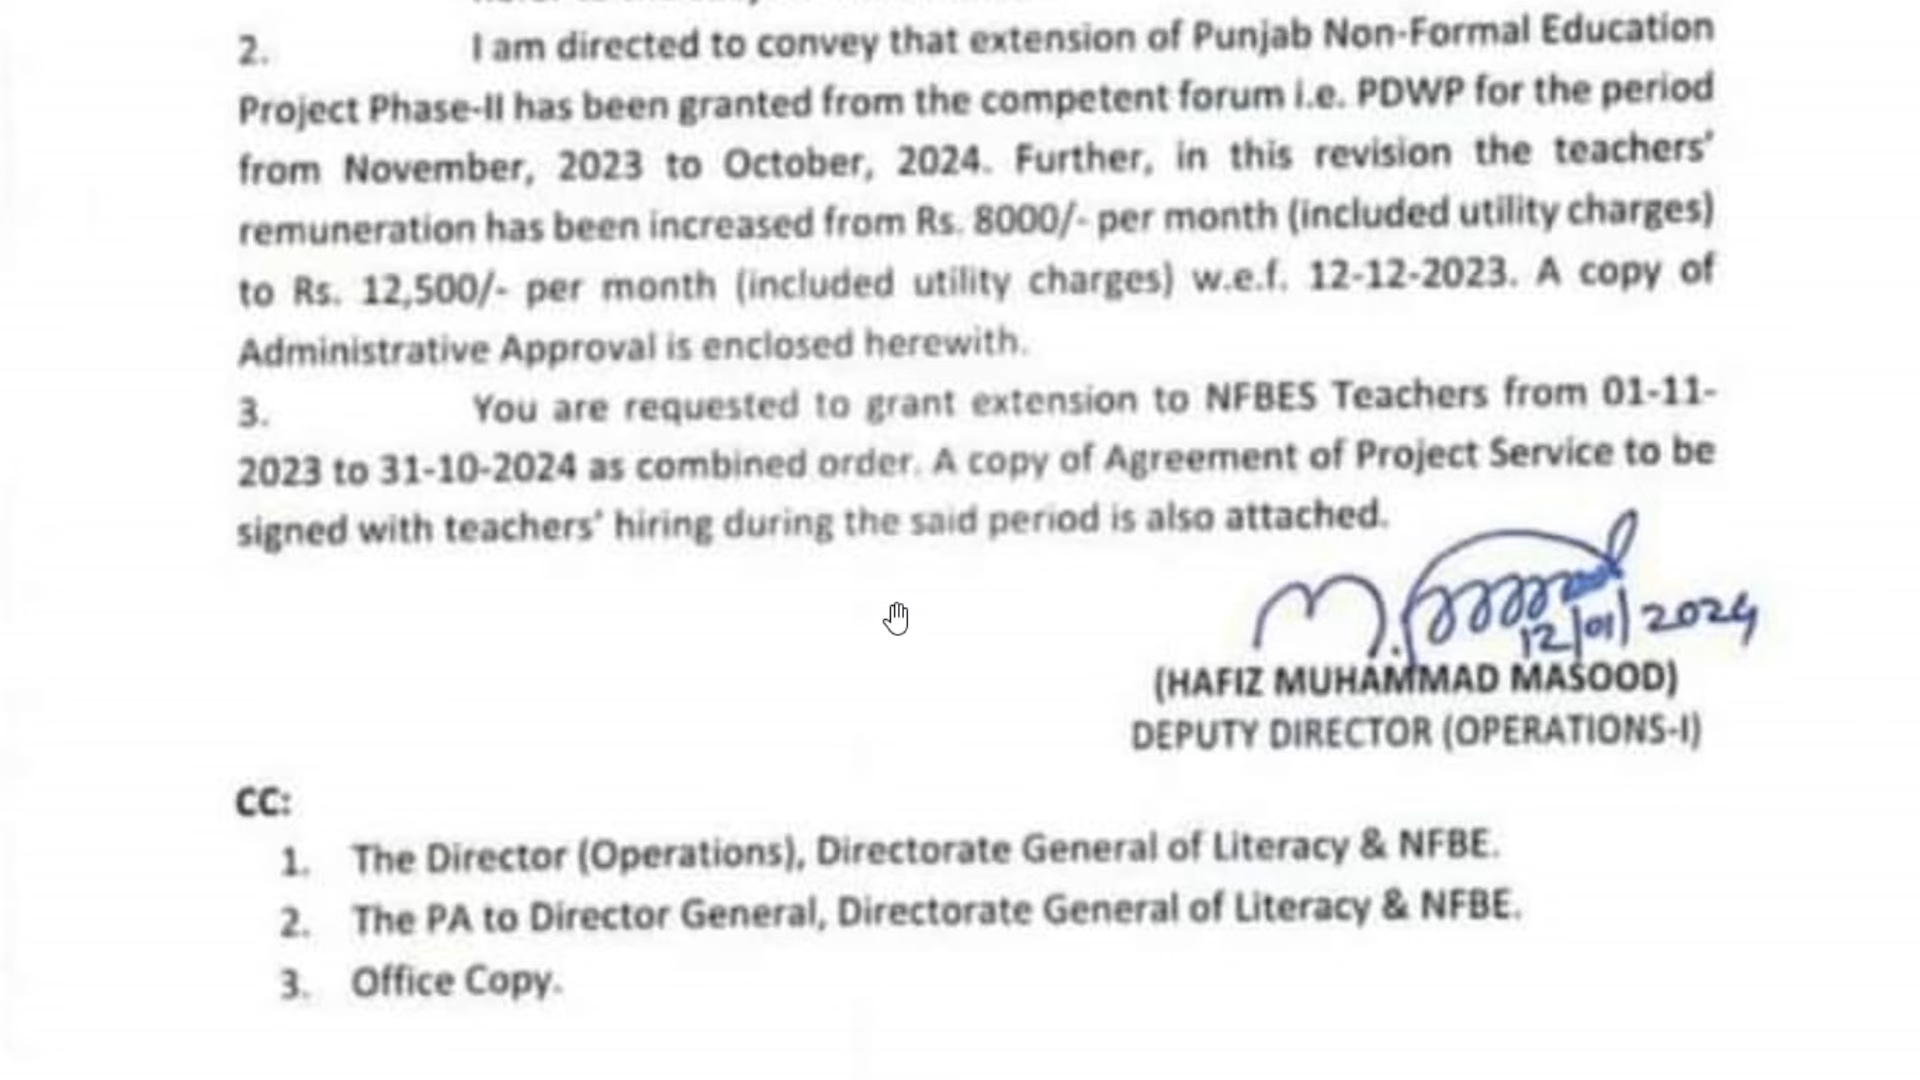 2. I am directed to convey that extension of Punjab Non-Formal Education
Project Phase-II has been granted from the competent forum i.e. PDWP for the period
from November, 2023 to October, 2024. Further, in this revision the teachers'
remuneration has been increased from Rs. 8000/- per month (included utility charges)
to Rs. 12,500/- per month (included utility charges) w.e.f. 12-12-2023. A copy of
Administrative Approval is enclosed herewith.
3. You are requested to grant extension to NFBES Teachers from 01-11-
2023 to 31-10-2024 as combined order. A copy of Agreement of Project Service to be
signed with teachers' hiring during the said period is also attached.
12/01/2024
(HAFIZ MUHAMMAD MASOOD)
DEPUTY DIRECTOR (OPERATIONS-I)
CC:
1. The Director (Operations), Directorate General of Literacy & NFBE.
2. The PA to Director General, Directorate General of Literacy & NFBE.
3. Office Copy.